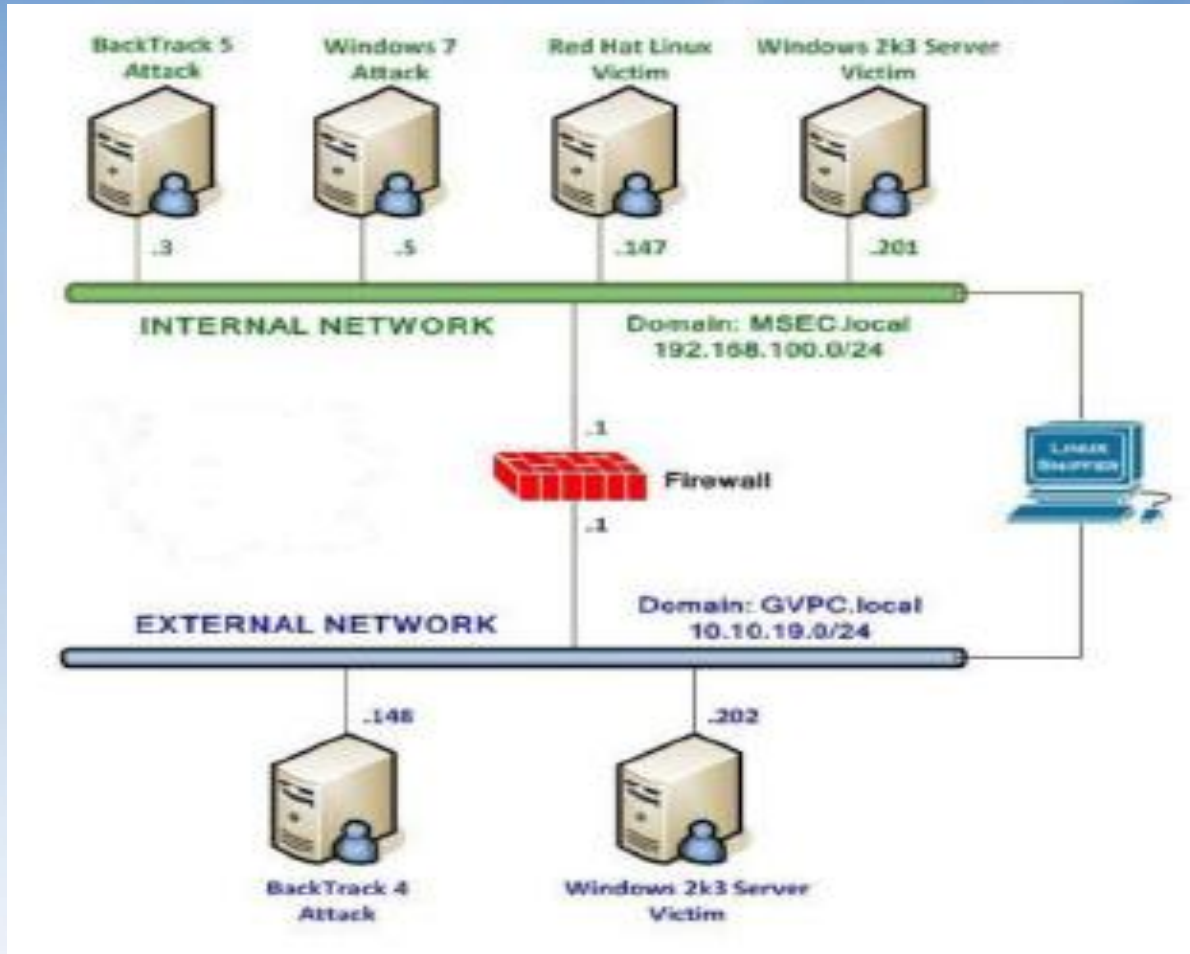 BackTrack 5
Attack
Windows 7
Attack
Red Hat Linux
Victim
Windows 2k3 Server
Victim
.3
.5
.147
.201
INTERNAL NETWORK
Domain: MSEC.local
192.168.100.0/24
.1
Firewall
.1
LINUX
SNIFFER
EXTERNAL NETWORK
Domain: GVPC.local
10.10.19.0/24
.148
.202
BackTrack 4
Attack
Windows 2k3 Server
Victim